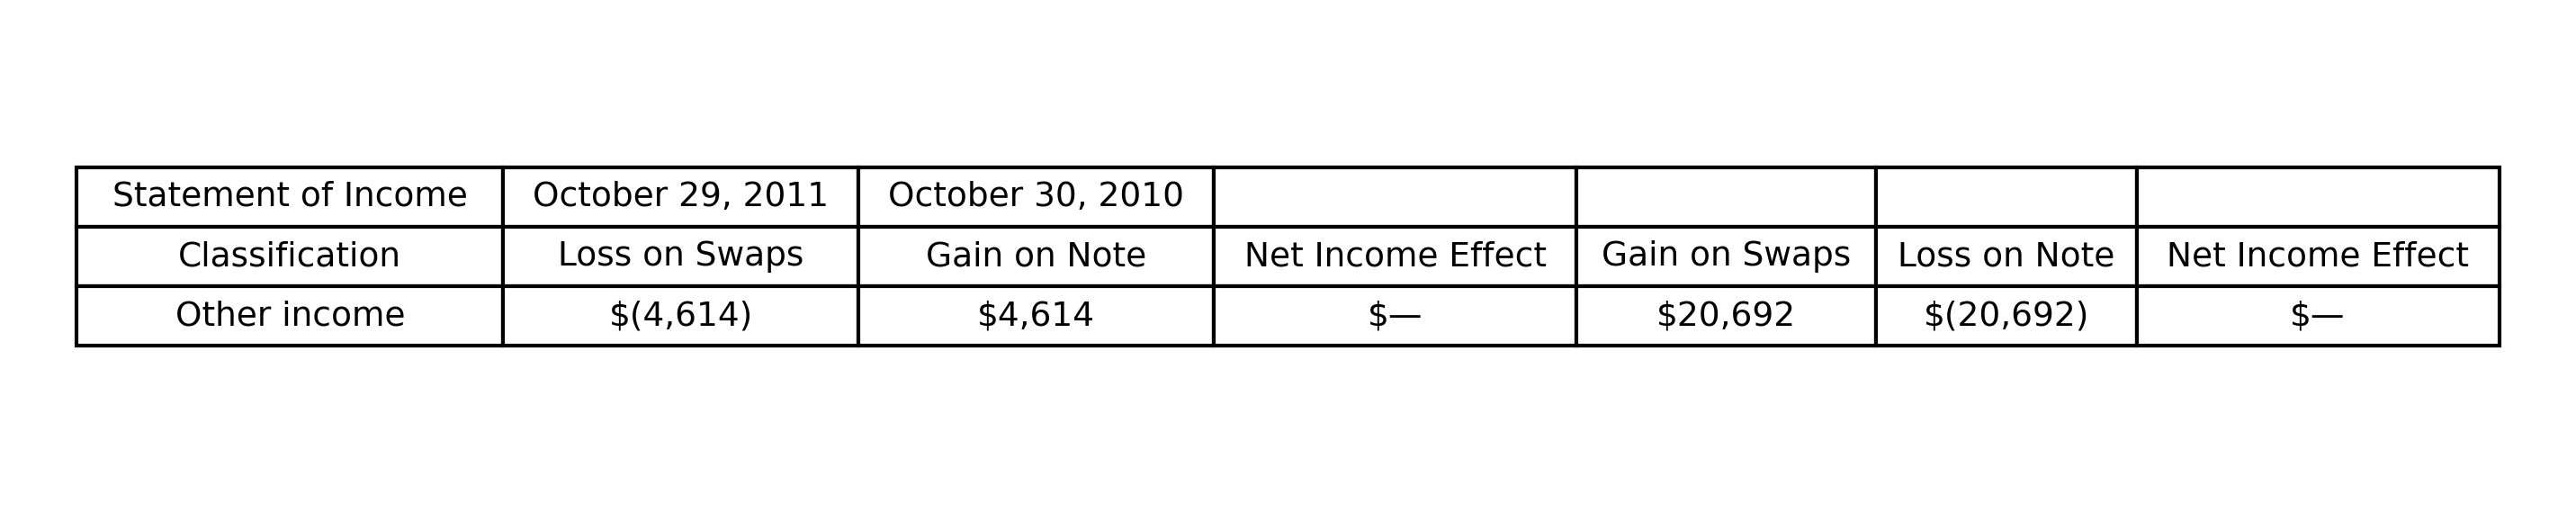 Statement of Income October 29, 2011 October 30, 2010
Classification Loss on Swaps Gain on Note Net Income Effect Gain on Swaps Loss on Note Net Income Effect
Other income $(4,614) $4,614 $— $20,692 $(20,692) $—